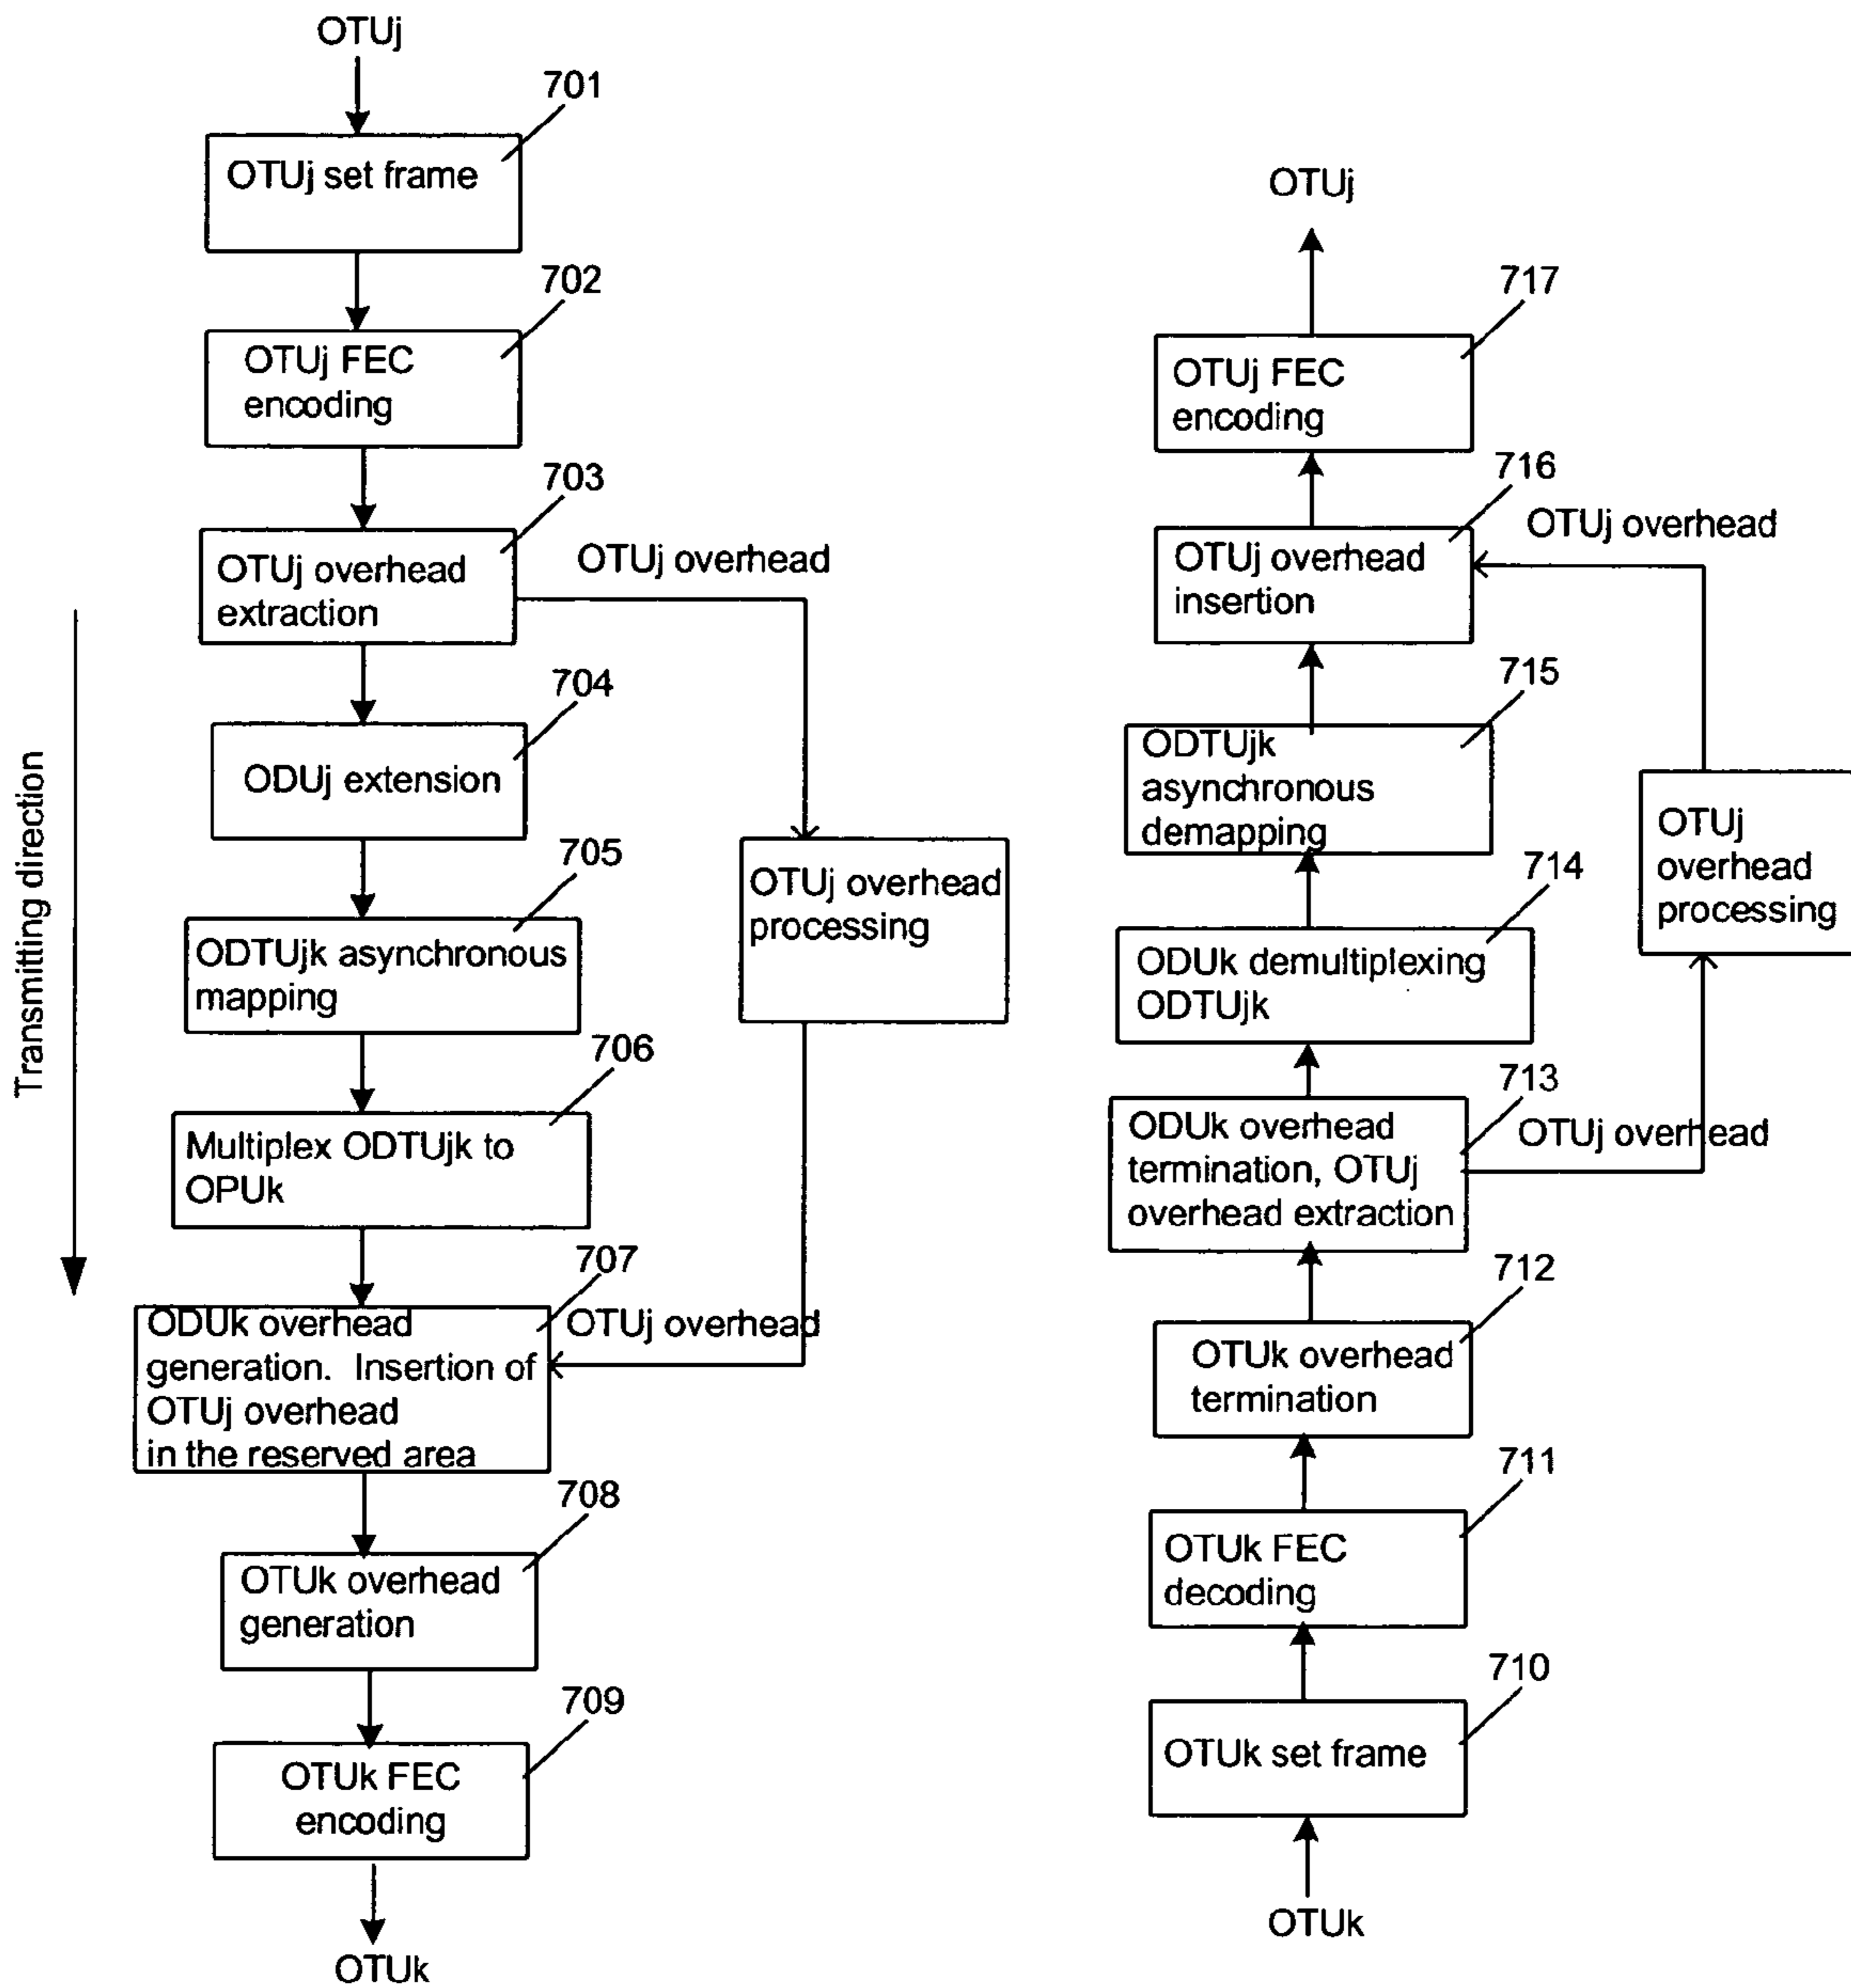 OTUj
701
OTUj set frame
702
OTUj FEC
encoding
703
OTUj overhead
extraction
OTUj overhead
704
ODUj extension
705
ODTUjk asynchronous
mapping
OTUj overhead
processing
706
Multiplex ODTUjk to
OPUk
707
ODUk overhead
generation. Insertion of
OTUj overhead
in the reserved area
OTUj overhead
708
OTUk overhead
generation
709
OTUk FEC
encoding
OTUk
Transmitting direction
OTUj
717
OTUj FEC
encoding
716
OTUj overhead
OTUj overhead
insertion
715
ODTUjk
asynchronous
demapping
OTUj
overhead
processing
714
ODUk demultiplexing
ODTUjk
713
ODUk overhead
termination, OTUj
overhead extraction
OTUj overhead
712
OTUk overhead
termination
711
OTUk FEC
decoding
710
OTUk set frame
OTUk